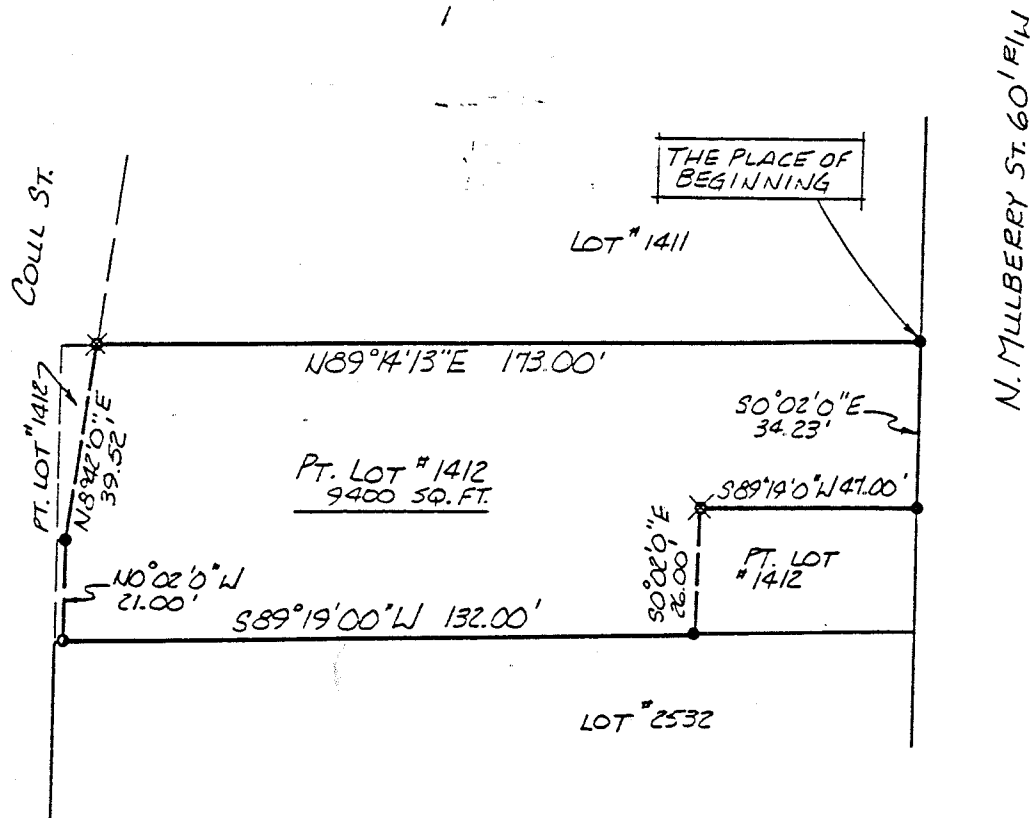 N. MULBERRY ST. 60' R/W
COUL ST.
THE PLACE OF
BEGINNING
LOT # 1411
N89°14'13"E 173.00'
PT. LOT #1412
N8°42'0"E
39.52'
S0°02'0"E
34.23'
PT. LOT #1412
9400 SQ. FT.
S89°19'0"W 47.00'
S0°02'0"E
26.00'
PT. LOT
#1412
N0°02'0"W
21.00'
S89°19'00"W 132.00'
LOT #2532